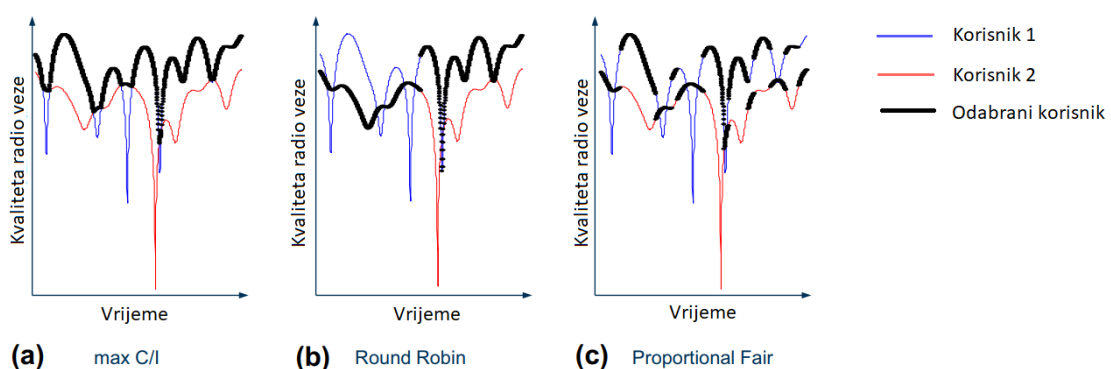 Kvaliteta radio veze
Vrijeme
(a) max C/I
Kvaliteta radio veze
Vrijeme
(b) Round Robin
Kvaliteta radio veze
Vrijeme
(c) Proportional Fair
Korisnik 1
Korisnik 2
Odabrani korisnik